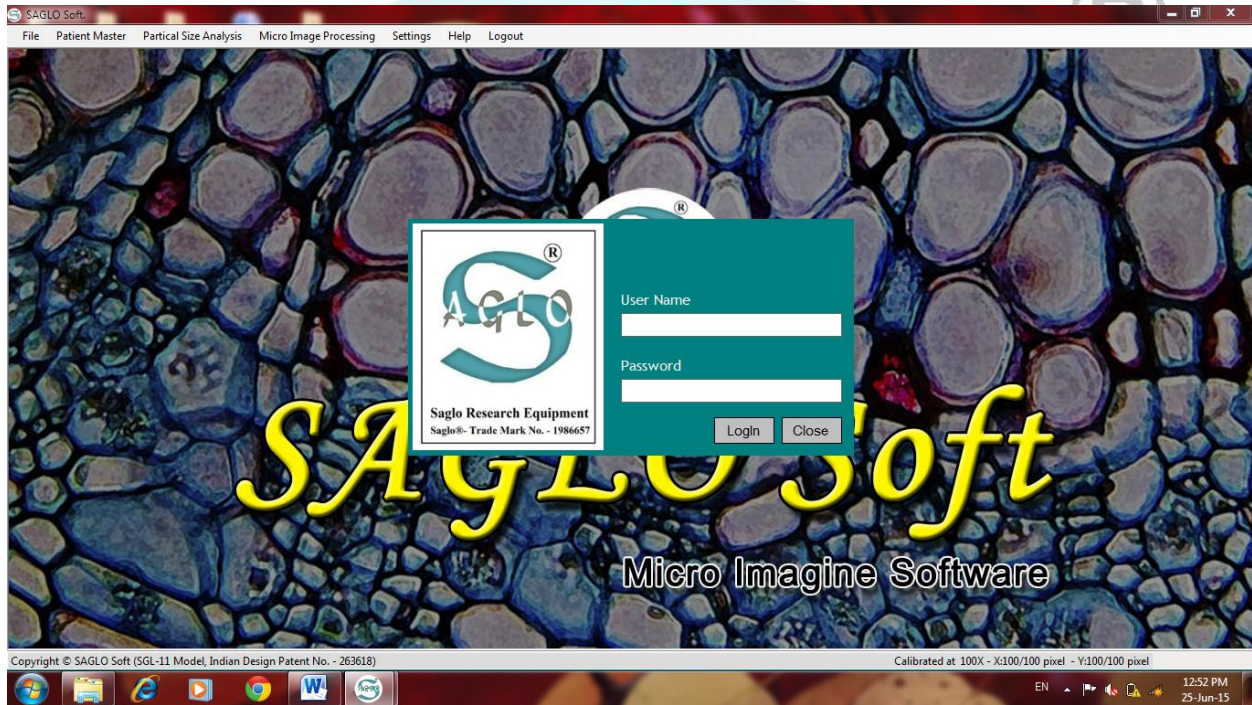 SAGLO Soft.
File Patient Master Partical Size Analysis Micro Image Processing Settings Help Logout
®
®
SAGLO
Saglo Research Equipment
Saglo®- Trade Mark No. - 1986657
User Name
Password
LogIn Close
SAGLO Soft
Micro Imagine Software
Copyright © SAGLO Soft (SGL-11 Model, Indian Design Patent No. - 263618) Calibrated at 100X - X:100/100 pixel - Y:100/100 pixel
EN 12:52 PM
25-Jun-15